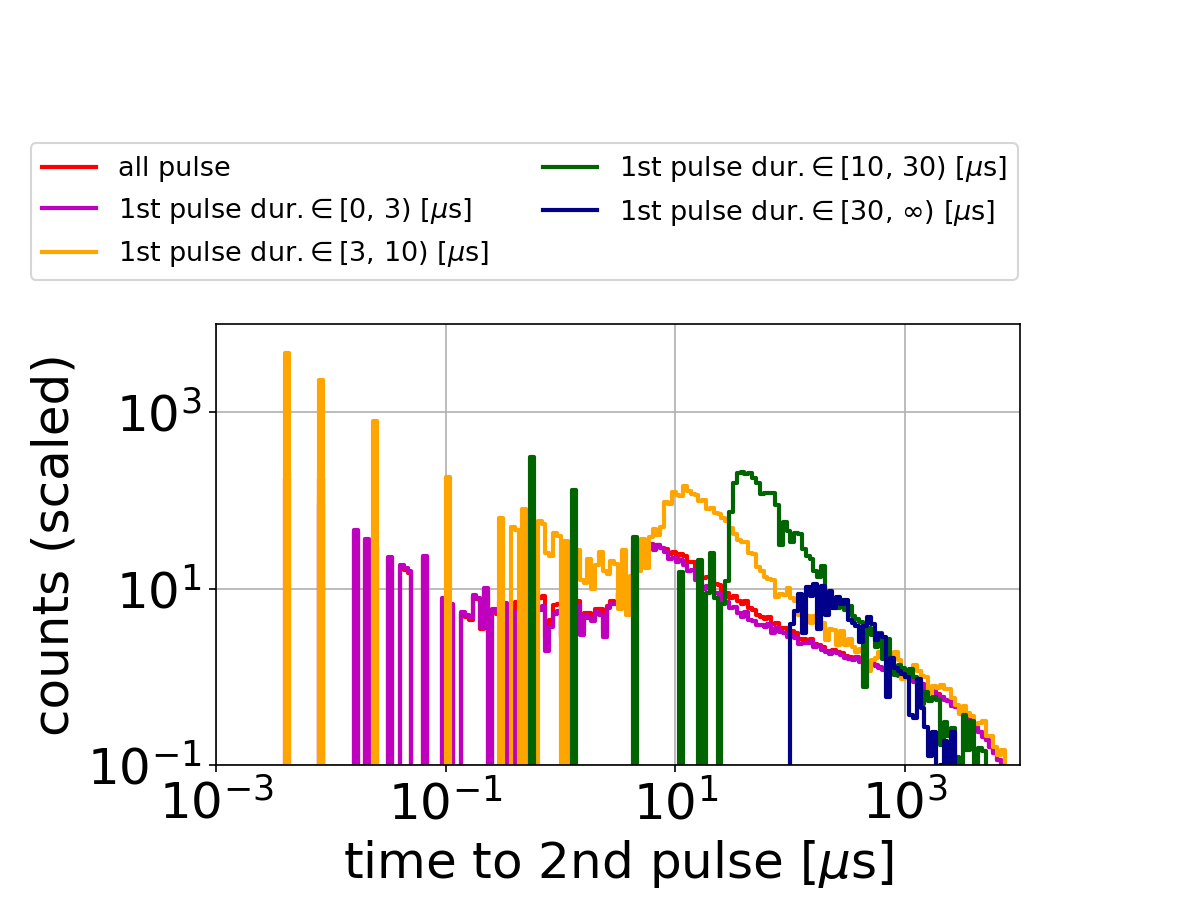 all pulse
1st pulse dur. ∈ [0, 3) [μs]
1st pulse dur. ∈ [3, 10) [μs]
1st pulse dur. ∈ [10, 30) [μs]
1st pulse dur. ∈ [30, ∞) [μs]
counts (scaled)
10³
10¹
10⁻¹
10⁻³ 10⁻¹ 10¹ 10³
time to 2nd pulse [μs]